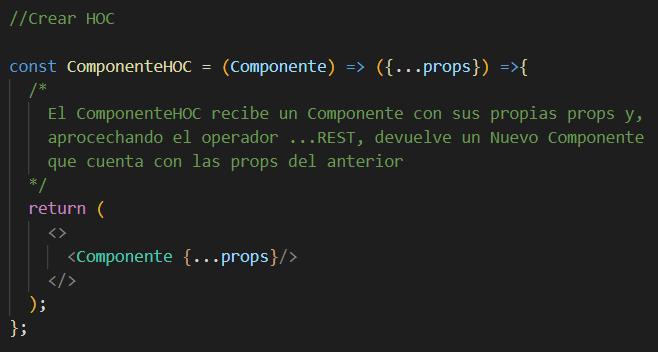 //Crear HOC
const ComponenteHOC = (Componente) => ({...props}) =>{
/*
El ComponenteHOC recibe un Componente con sus propias props y,
aprocechando el operador ...REST, devuelve un Nuevo Componente
que cuenta con las props del anterior
*/
return (
<>
<Componente {...props}/>
</>
);
};